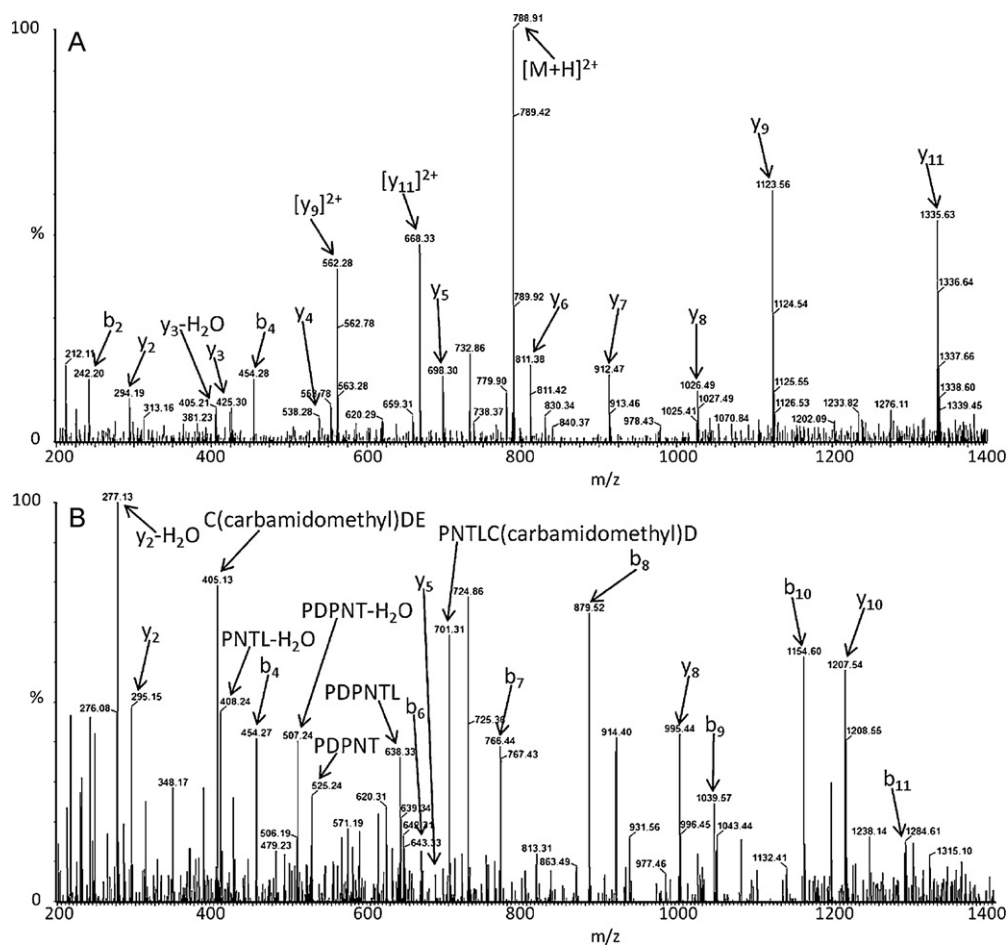 A
100
%
0
788.91
[M+H]²⁺
789.42
y₉
1123.56
y₁₁
1335.63
[y₁₁]²⁺
668.33
[y₉]²⁺
562.28
789.92
1336.64
562.78
1124.54
y₅
y₆
y₇
y₈
b₂
y₂
y₃-H₂O
y₃
b₄
y₄
212.11
242.20
294.19
313.16
381.23
405.21
425.30
454.28
538.28
563.28
620.29
659.31
698.30
732.86
738.37
779.90
811.38
811.42
830.34
840.37
912.47
913.46
978.43
1025.41
1026.49
1027.49
1070.84
1125.55
1126.53
1202.09
1233.82
1276.11
1337.66
1338.60
1339.45
200 400 600 800 1000 1200 1400
m/z
B
100
%
0
277.13
y₂-H₂O
C(carbamidomethyl)DE
405.13
PNTLC(carbamidomethyl)D
y₅
724.86
701.31
b₈
879.52
b₁₀
1154.60
y₁₀
1207.54
PDPNT-H₂O
507.24
PNTL-H₂O
408.24
y₂
295.15
276.08
b₄
454.27
PDPNTL
638.33
b₆
b₇
725.36
766.44
767.43
y₈
995.44
b₉
1039.57
1208.55
914.40
PDPNT
525.24
348.17
479.23
506.19
571.19
620.31
639.34
643.33
813.31
863.49
931.56
977.46
996.45
1043.44
1132.41
1238.14
b₁₁
1284.61
1315.10
200 400 600 800 1000 1200 1400
m/z